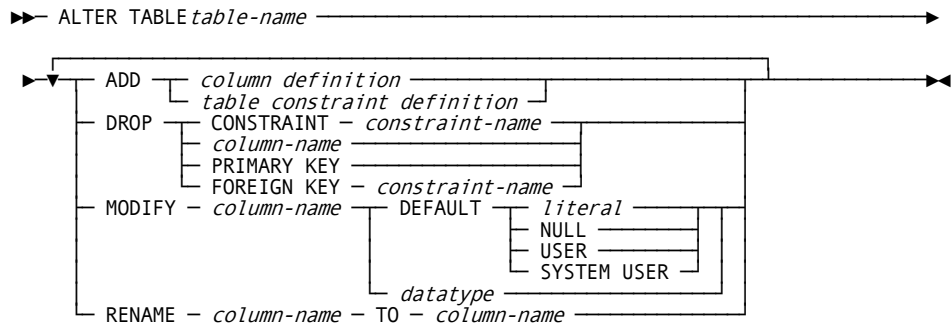 ALTER TABLE table-name
ADD column definition
table constraint definition
DROP CONSTRAINT constraint-name
column-name
PRIMARY KEY
FOREIGN KEY constraint-name
MODIFY column-name DEFAULT literal
NULL
USER
SYSTEM USER
datatype
RENAME column-name TO column-name